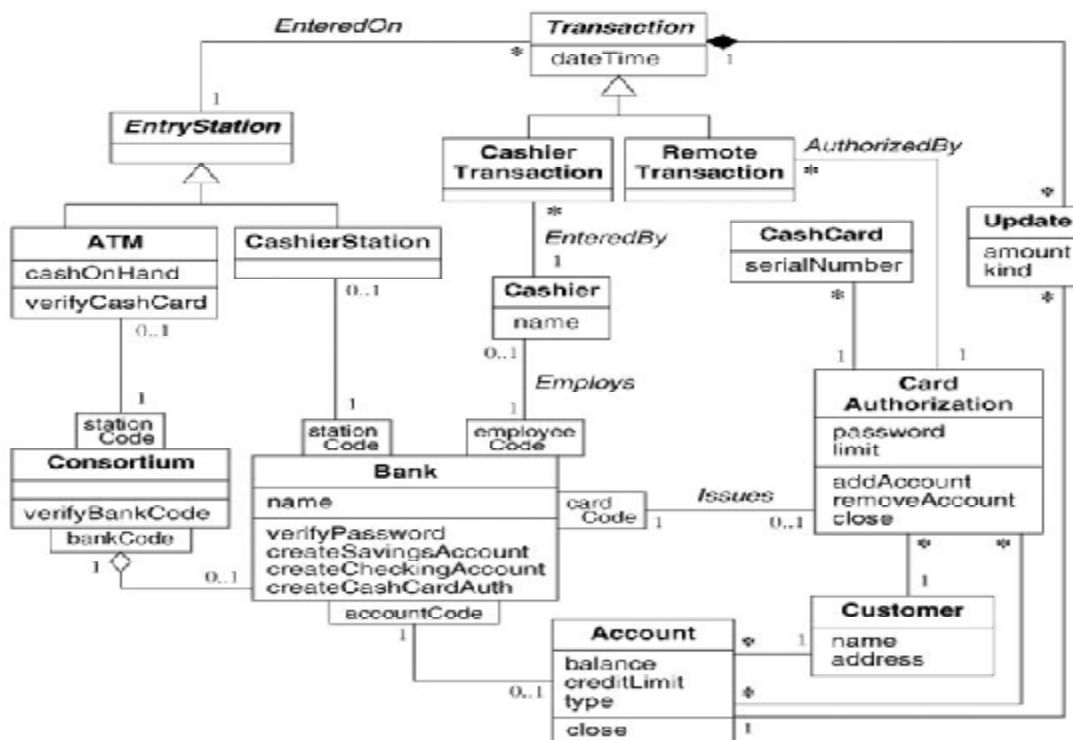 EnteredOn
Transaction
*
dateTime
1
1
EntryStation
Cashier
Transaction
Remote
Transaction
AuthorizedBy
*
*
*
ATM
cashOnHand
verifyCashCard
CashierStation
EnteredBy
CashCard
serialNumber
Update
amount
kind
0..1
0..1
1
Cashier
name
*
*
0..1
Employs
1
1
Card
Authorization
password
limit
addAccount
removeAccount
close
1
station
Code
1
station
Code
1
employee
Code
Consortium
verifyBankCode
bankCode
Bank
name
verifyPassword
createSavingsAccount
createCheckingAccount
createCashCardAuth
accountCode
card
Code
Issues
1
0..1
1
0..1
*
*
1
1
Customer
name
address
Account
balance
creditLimit
type
close
*
1
0..1
*
1